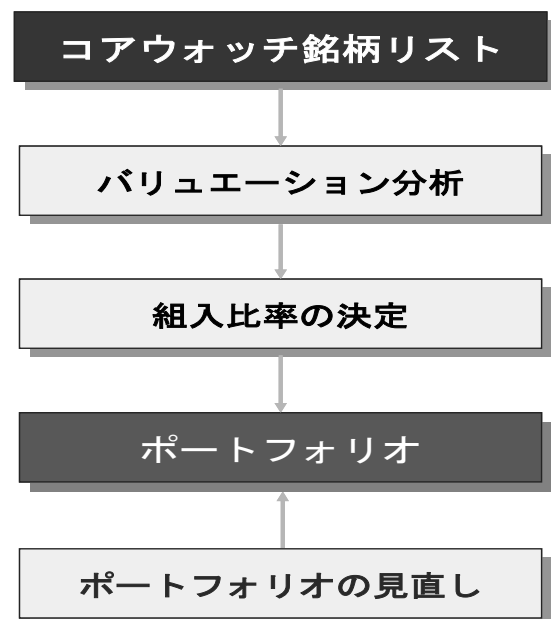 コアウォッチ銘柄リスト
バリュエーション分析
組入比率の決定
ポートフォリオ
ポートフォリオの見直し